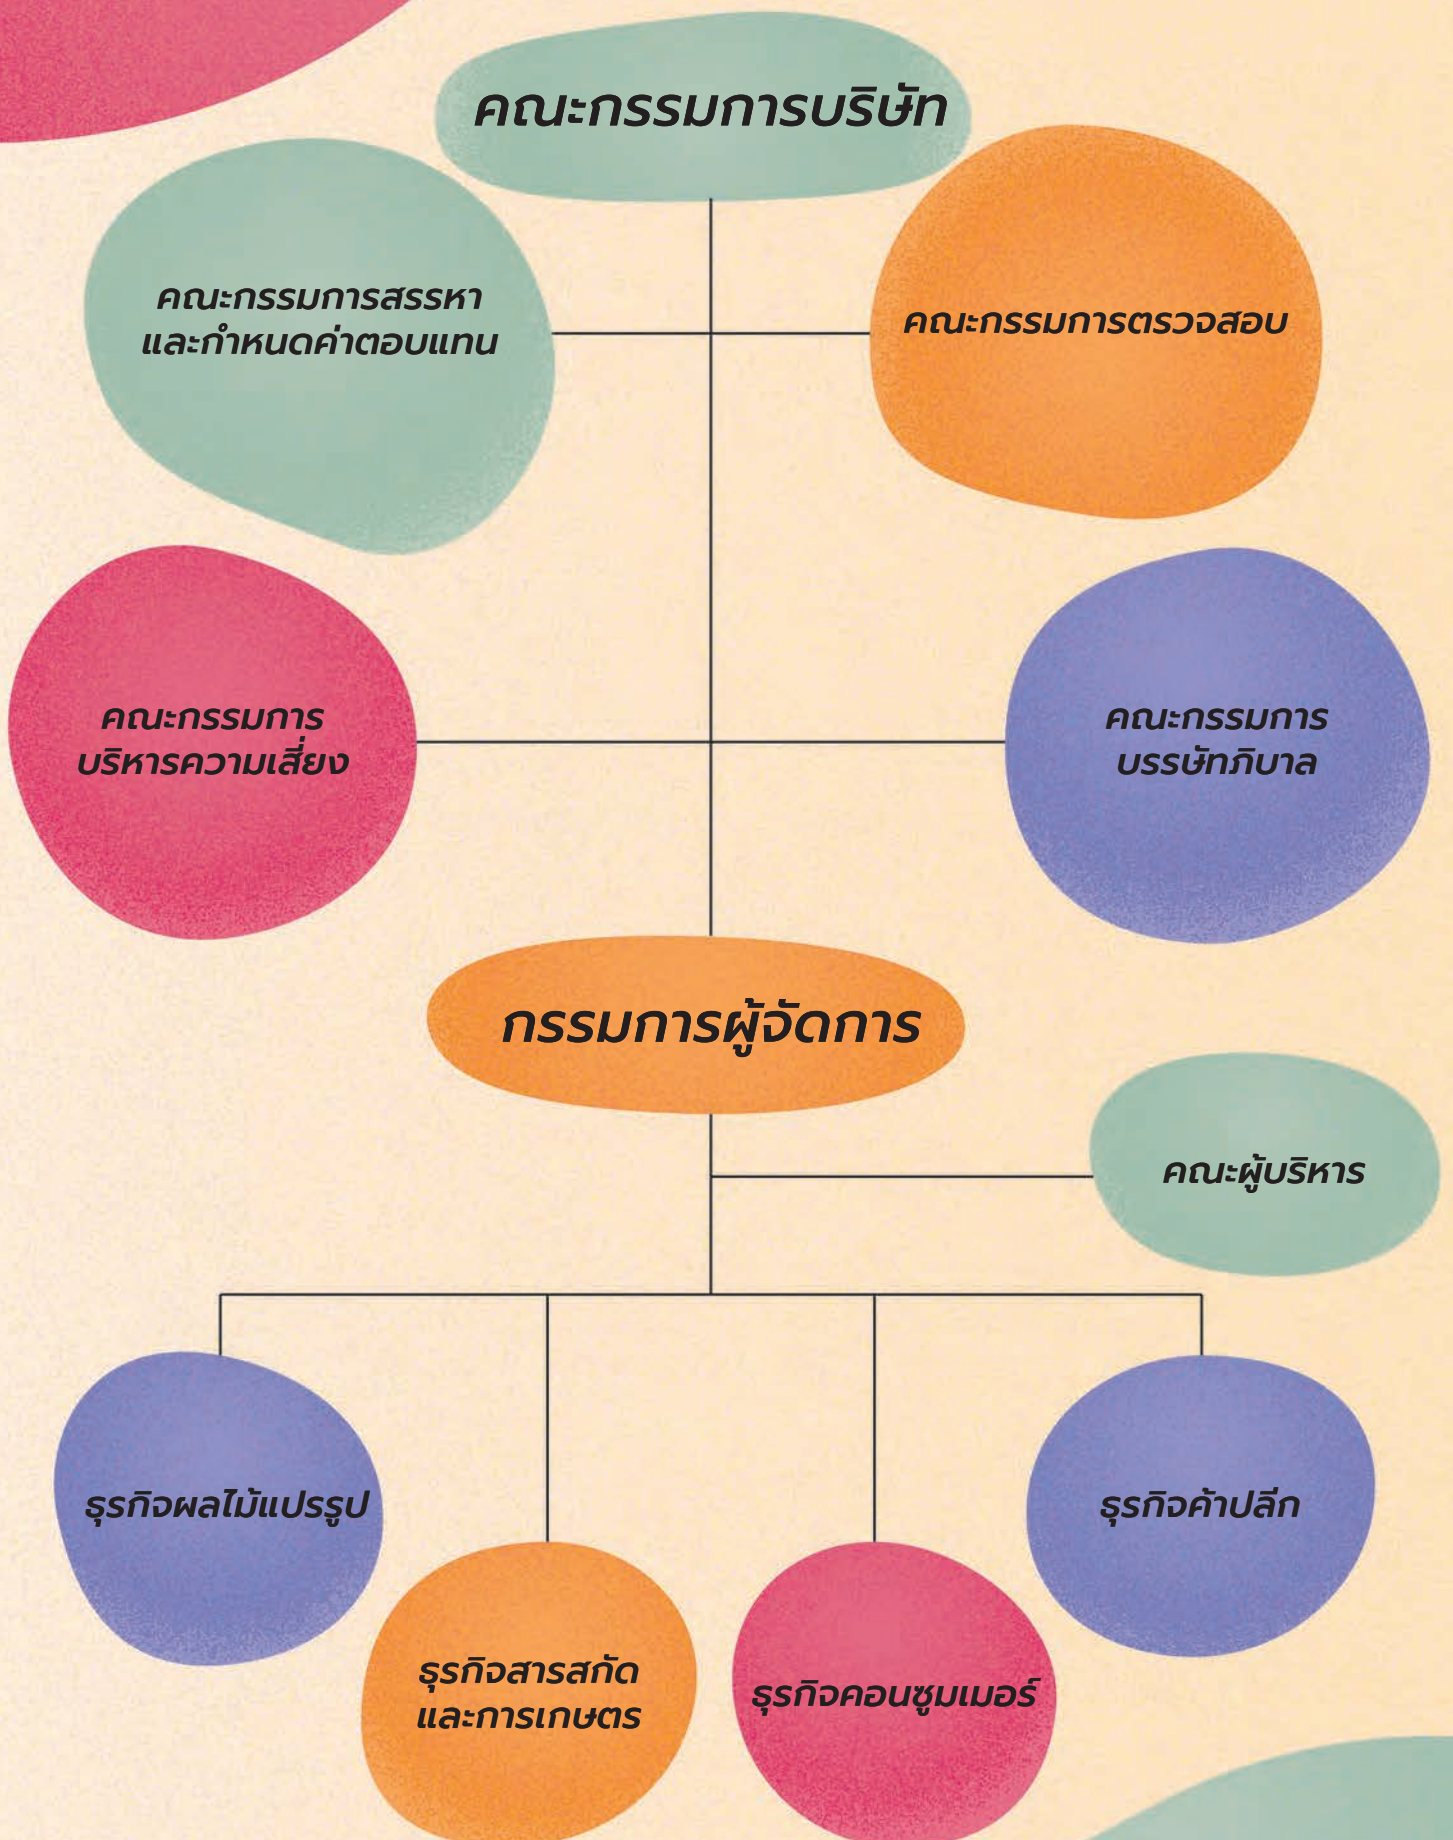 คณะกรรมการบริษัท
คณะกรรมการสรรหา
และกำหนดค่าตอบแทน
คณะกรรมการตรวจสอบ
คณะกรรมการ
บริหารความเสี่ยง
คณะกรรมการ
บรรษัทภิบาล
กรรมการผู้จัดการ
คณะผู้บริหาร
ธุรกิจผลไม้แปรรูป
ธุรกิจสารสกัด
และการเกษตร
ธุรกิจคอนซูมเมอร์
ธุรกิจค้าปลีก